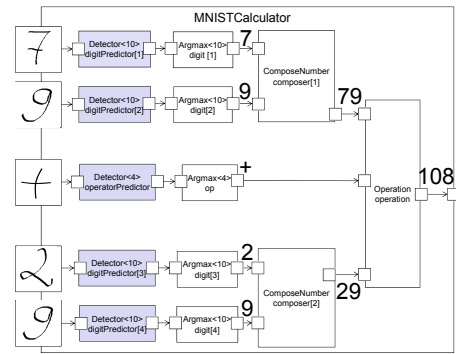 MNISTCalculator
7
Detector<10>
digitPredictor[1]
Argmax<10>
digit [1]
7
ComposeNumber
composer[1]
9
Detector<10>
digitPredictor[2]
Argmax<10>
digit[2]
9
79
+
Detector<4>
operatorPredictor
Argmax<4>
op
+
Operation
operation
108
2
Detector<10>
digitPredictor[3]
Argmax<10>
digit[3]
2
ComposeNumber
composer[2]
29
9
Detector<10>
digitPredictor[4]
Argmax<10>
digit[4]
9